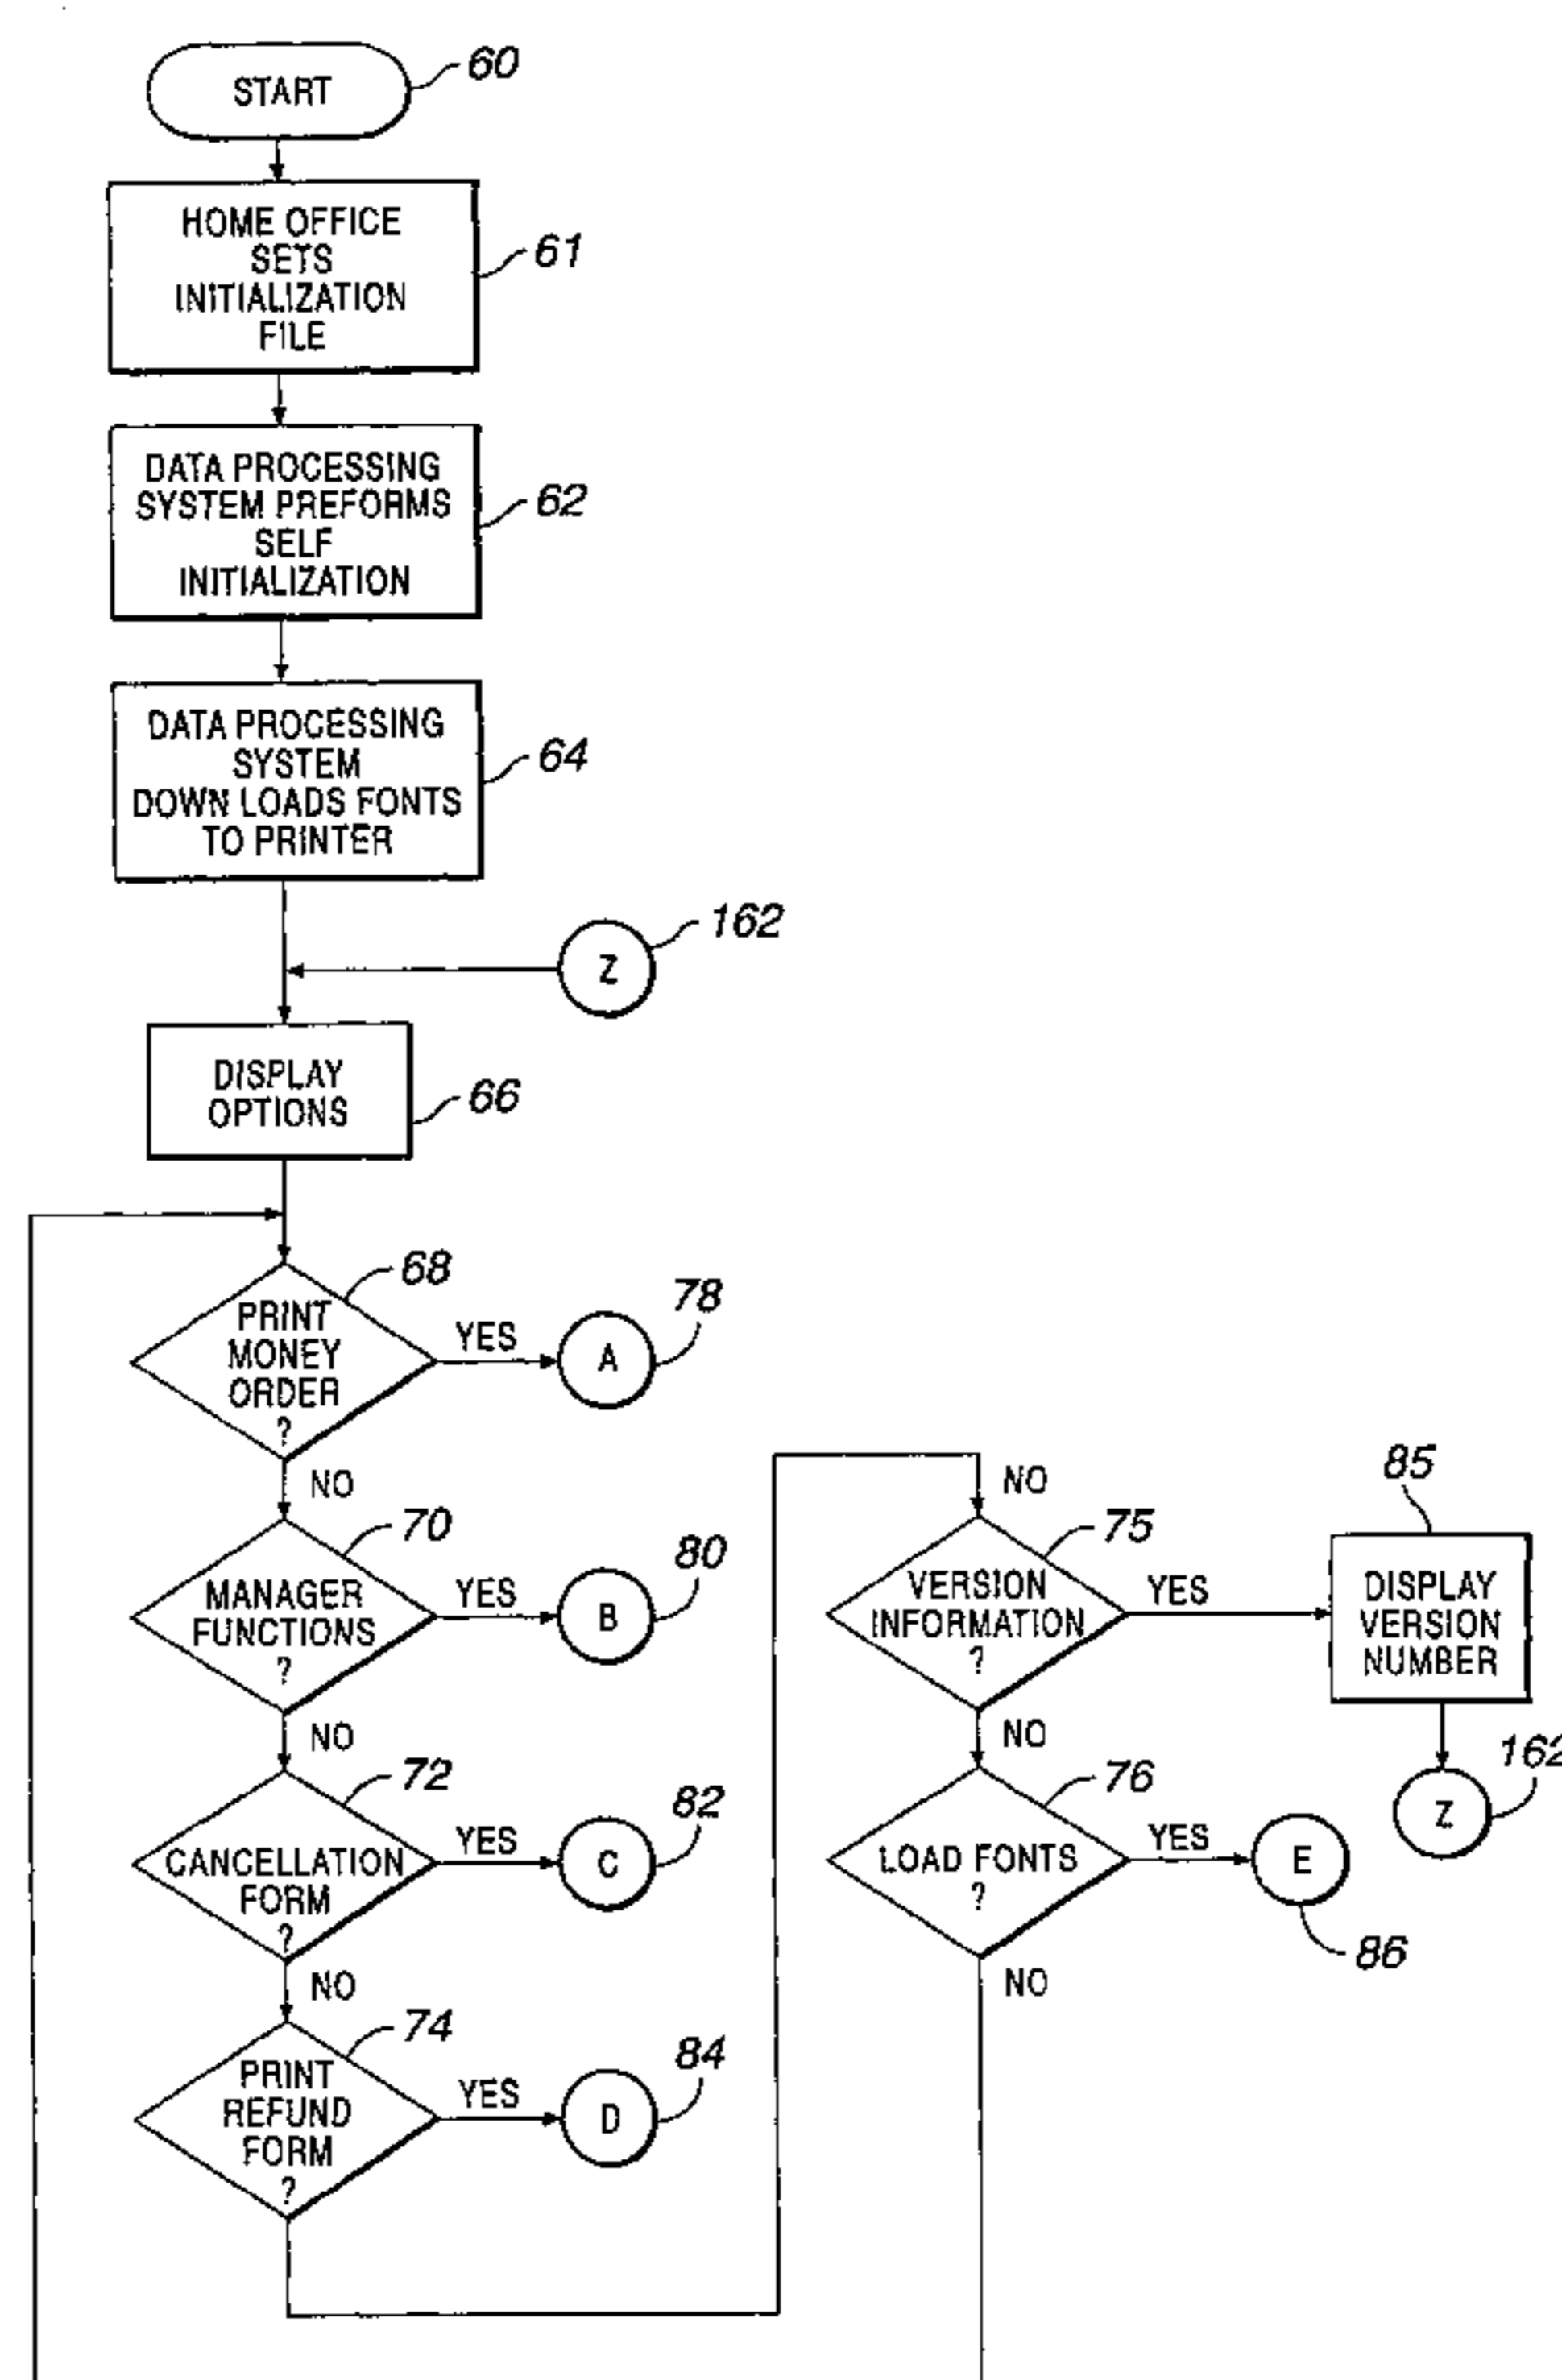 START
60
HOME OFFICE
SETS
INITIALIZATION
FILE
61
DATA PROCESSING
SYSTEM PREFORMS
SELF
INITIALIZATION
62
DATA PROCESSING
SYSTEM
DOWN LOADS FONTS
TO PRINTER
64
Z
162
DISPLAY
OPTIONS
66
PRINT
MONEY
ORDER
?
68
YES
A
78
NO
MANAGER
FUNCTIONS
?
70
YES
B
80
NO
CANCELLATION
FORM
?
72
YES
C
82
NO
PRINT
REFUND
FORM
?
74
YES
D
84
NO
VERSION
INFORMATION
?
75
YES
DISPLAY
VERSION
NUMBER
85
Z
162
NO
LOAD FONTS
?
76
YES
E
86
NO